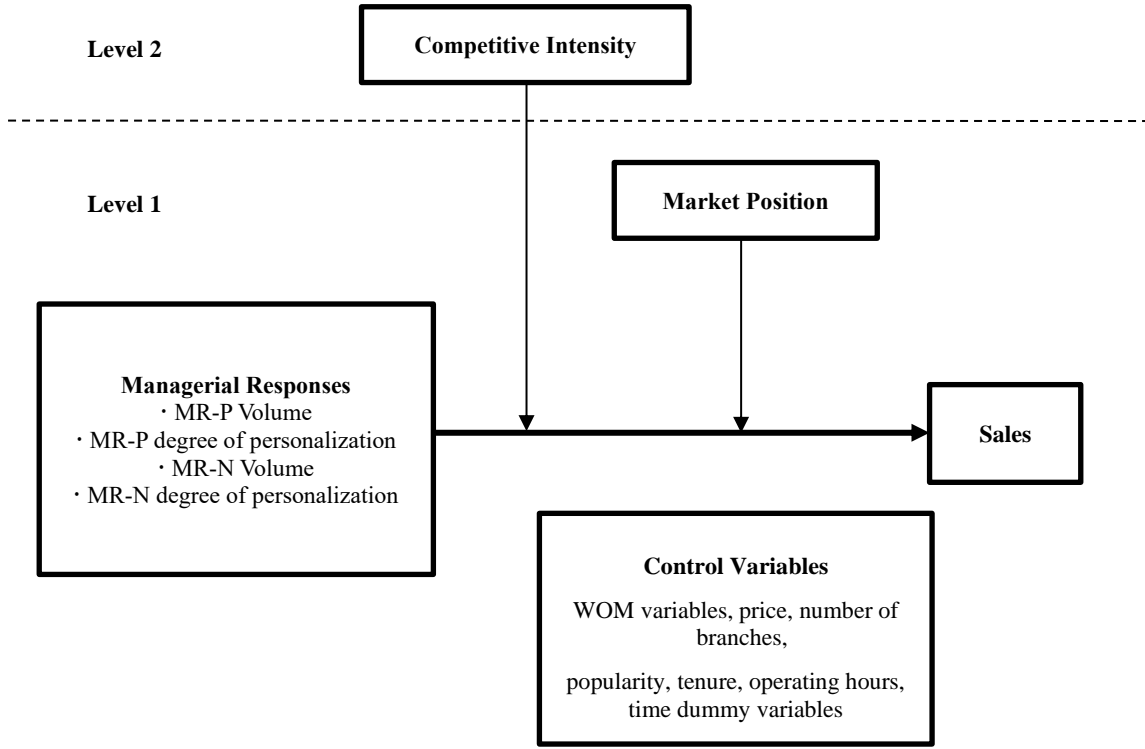 Level 2
Competitive Intensity
Level 1
Market Position
Managerial Responses
· MR-P Volume
· MR-P degree of personalization
· MR-N Volume
· MR-N degree of personalization
Sales
Control Variables
WOM variables, price, number of
branches,
popularity, tenure, operating hours,
time dummy variables